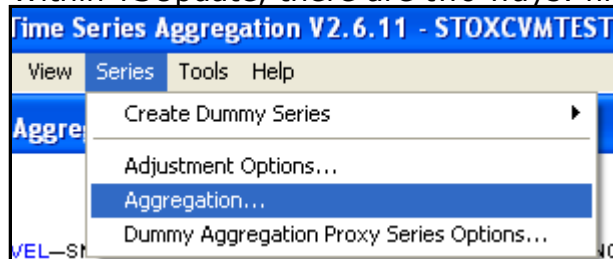 Time Series Aggregation V2.6.11 - STOXCVMTEST
View Series Tools Help
Create Dummy Series
Adjustment Options...
Aggregation...
Dummy Aggregation Proxy Series Options...